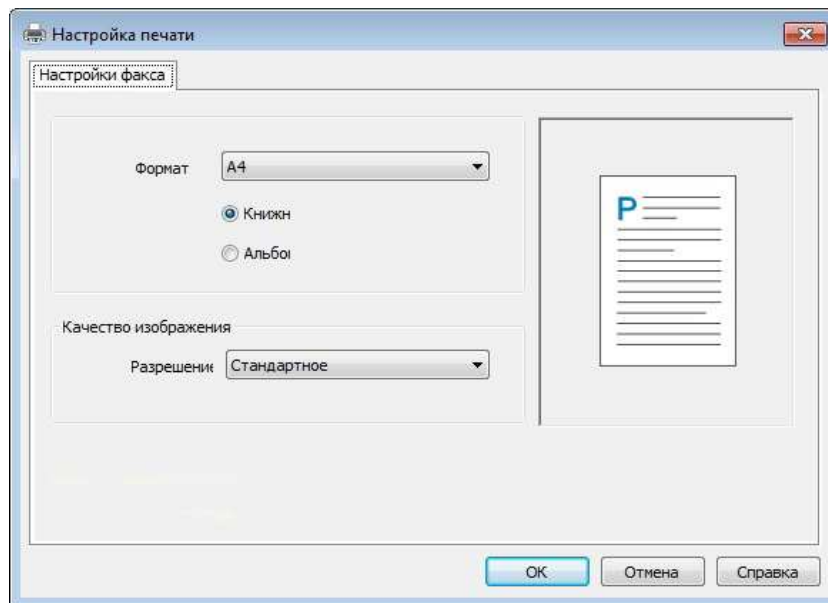 Настройка печати
Настройки факса
Формат
A4
Книжн
Альбо
Качество изображения
Разрешени
Стандартное
P
OK
Отмена
Справка